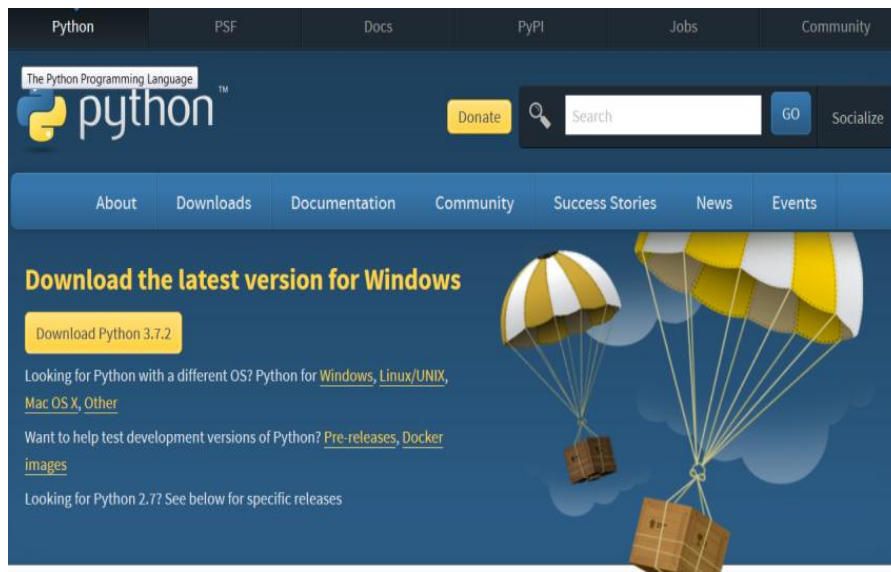 Python PSF Docs PyPI Jobs Community
The Python Programming Language
python™
Donate Search GO Socialize
About Downloads Documentation Community Success Stories News Events
Download the latest version for Windows
Download Python 3.7.2
Looking for Python with a different OS? Python for Windows, Linux/UNIX,
Mac OS X, Other
Want to help test development versions of Python? Pre-releases, Docker
images
Looking for Python 2.7? See below for specific releases